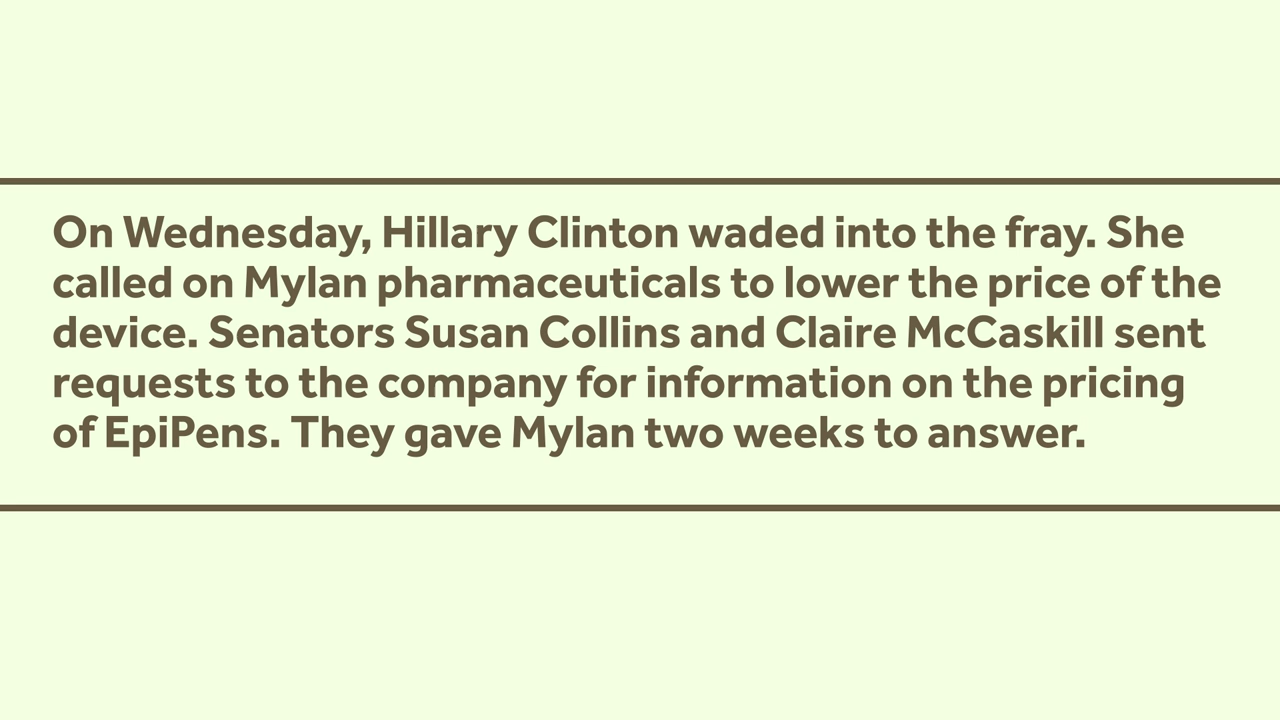 On Wednesday, Hillary Clinton waded into the fray. She
called on Mylan pharmaceuticals to lower the price of the
device. Senators Susan Collins and Claire McCaskill sent
requests to the company for information on the pricing
of EpiPens. They gave Mylan two weeks to answer.